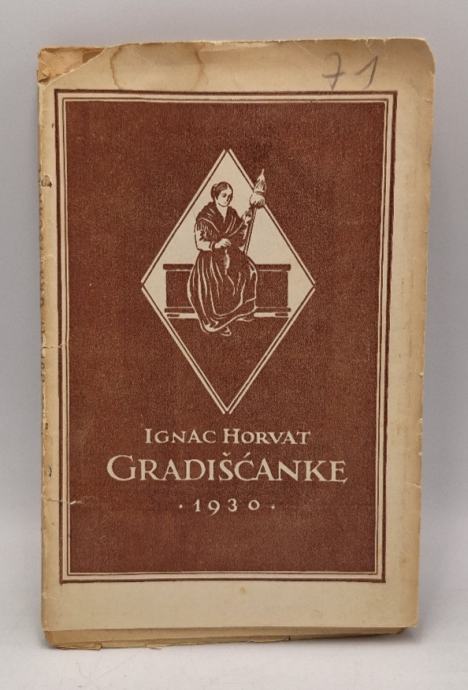 71
IGNAC HORVAT
GRADIŠĆANKE
· 1930 ·